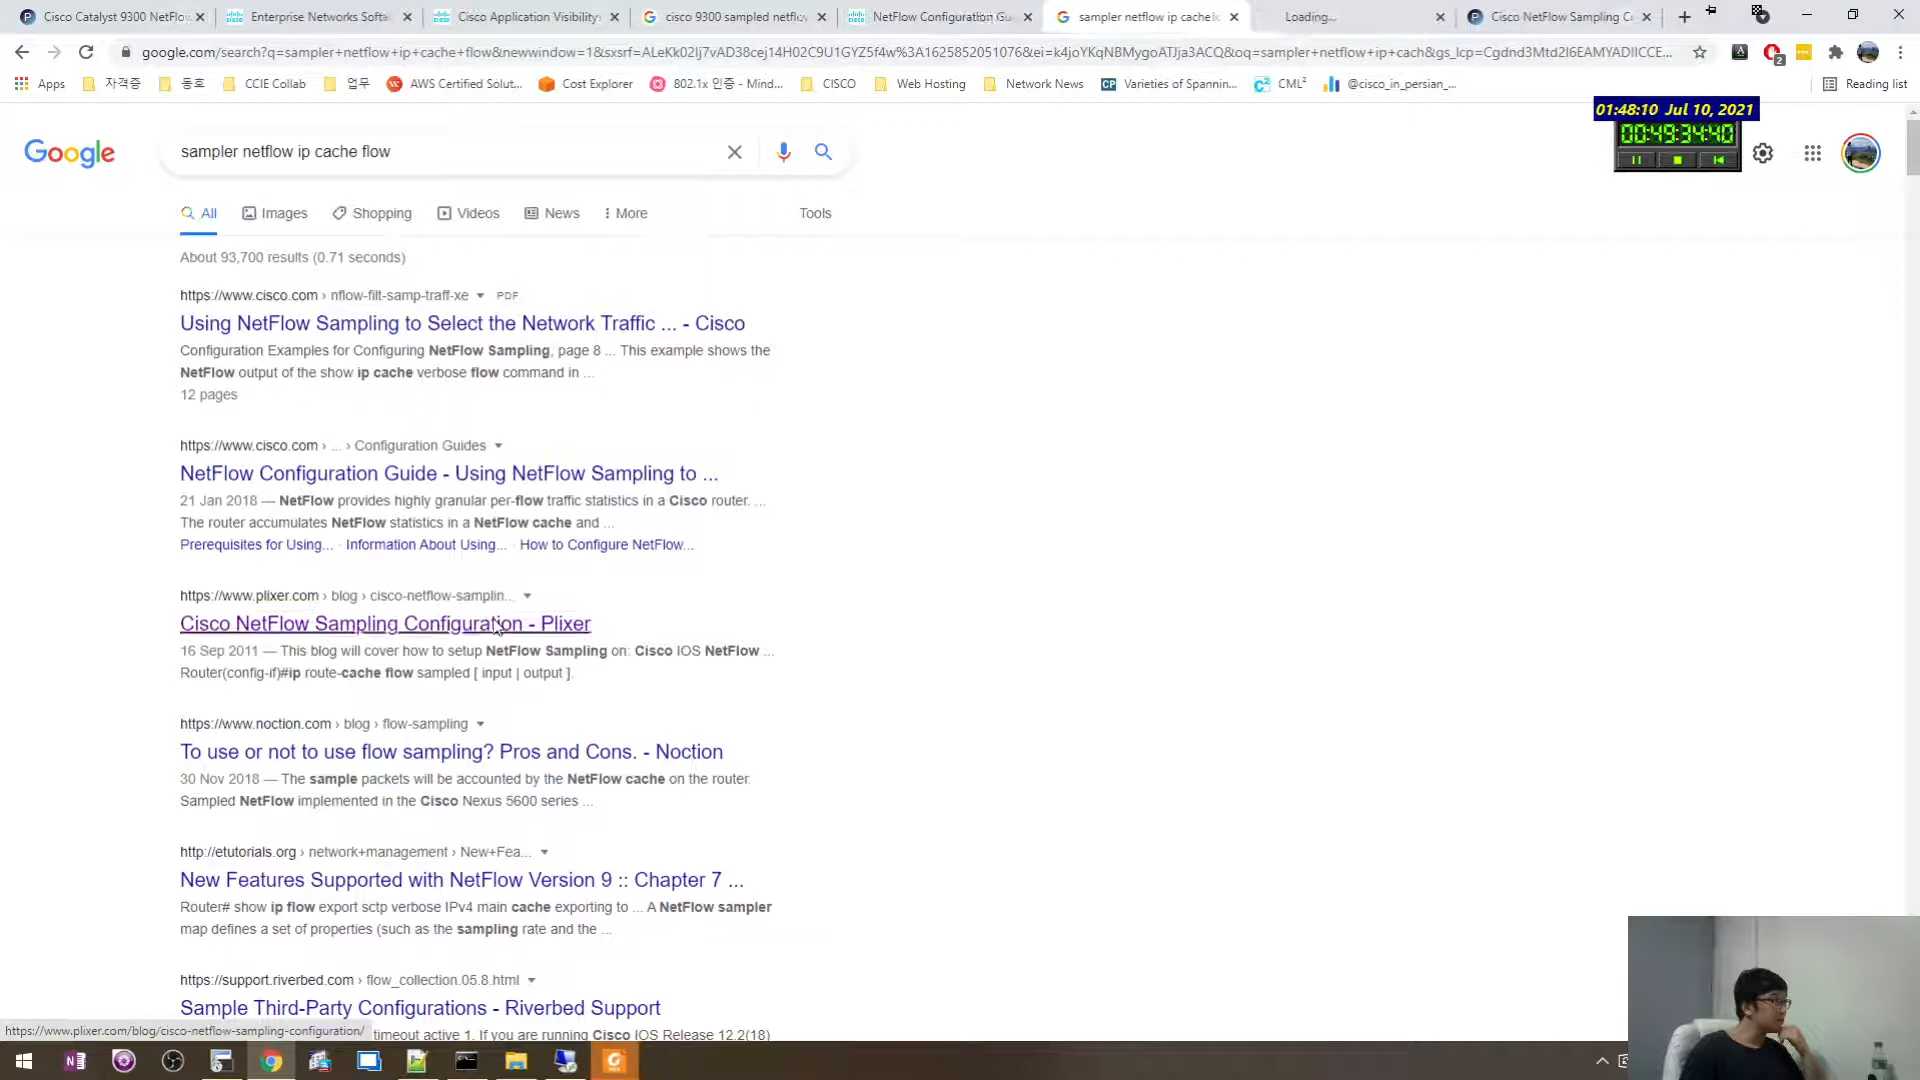 Cisco Catalyst 9300 NetFlow
Enterprise Networks Softa
Cisco Application Visibility
cisco 9300 sampled netflow
NetFlow Configuration Gu
sampler netflow ip cache
Loading...
Cisco NetFlow Sampling Co
google.com/search?q=sampler+netflow+ip+cache+flow&newwindow=1&sxsrf=ALeKk02Ij7vAD38cej14H02C9U1GYZ5f4w%3A1625852051076&ei=k4joYKqNBMygoATJja3ACQ&oq=sampler+netflow+ip+cach&gs_lcp=Cgdnd3Mtd2l6EAMYADIICCE...
Apps
자격증
동호
CCIE Collab
업무
AWS Certified Solut...
Cost Explorer
802.1x 인증 - Mind...
CISCO
Web Hosting
Network News
Varieties of Spannin...
CML²
@cisco_in_persian_...
Reading list
01:48:10 Jul 10, 2021
00:49:34:40
Google
sampler netflow ip cache flow
All
Images
Shopping
Videos
News
More
Tools
About 93,700 results (0.71 seconds)
https://www.cisco.com › nflow-filt-samp-traff-xe PDF
Using NetFlow Sampling to Select the Network Traffic ... - Cisco
Configuration Examples for Configuring NetFlow Sampling, page 8 ... This example shows the
NetFlow output of the show ip cache verbose flow command in ...
12 pages
https://www.cisco.com › ... › Configuration Guides
NetFlow Configuration Guide - Using NetFlow Sampling to ...
21 Jan 2018 — NetFlow provides highly granular per-flow traffic statistics in a Cisco router. ...
The router accumulates NetFlow statistics in a NetFlow cache and ...
Prerequisites for Using... · Information About Using... · How to Configure NetFlow...
https://www.plixer.com › blog › cisco-netflow-samplin...
Cisco NetFlow Sampling Configuration - Plixer
16 Sep 2011 — This blog will cover how to setup NetFlow Sampling on: Cisco IOS NetFlow ...
Router(config-if)#ip route-cache flow sampled [ input | output ].
https://www.noction.com › blog › flow-sampling
To use or not to use flow sampling? Pros and Cons. - Noction
30 Nov 2018 — The sample packets will be accounted by the NetFlow cache on the router.
Sampled NetFlow implemented in the Cisco Nexus 5600 series ...
http://etutorials.org › network+management › New+Fea...
New Features Supported with NetFlow Version 9 :: Chapter 7 ...
Router# show ip flow export sctp verbose IPv4 main cache exporting to ... A NetFlow sampler
map defines a set of properties (such as the sampling rate and the ...
https://support.riverbed.com › flow_collection.05.8.html
Sample Third-Party Configurations - Riverbed Support
timeout active 1. If you are running Cisco IOS Release 12.2(18)
https://www.plixer.com/blog/cisco-netflow-sampling-configuration/